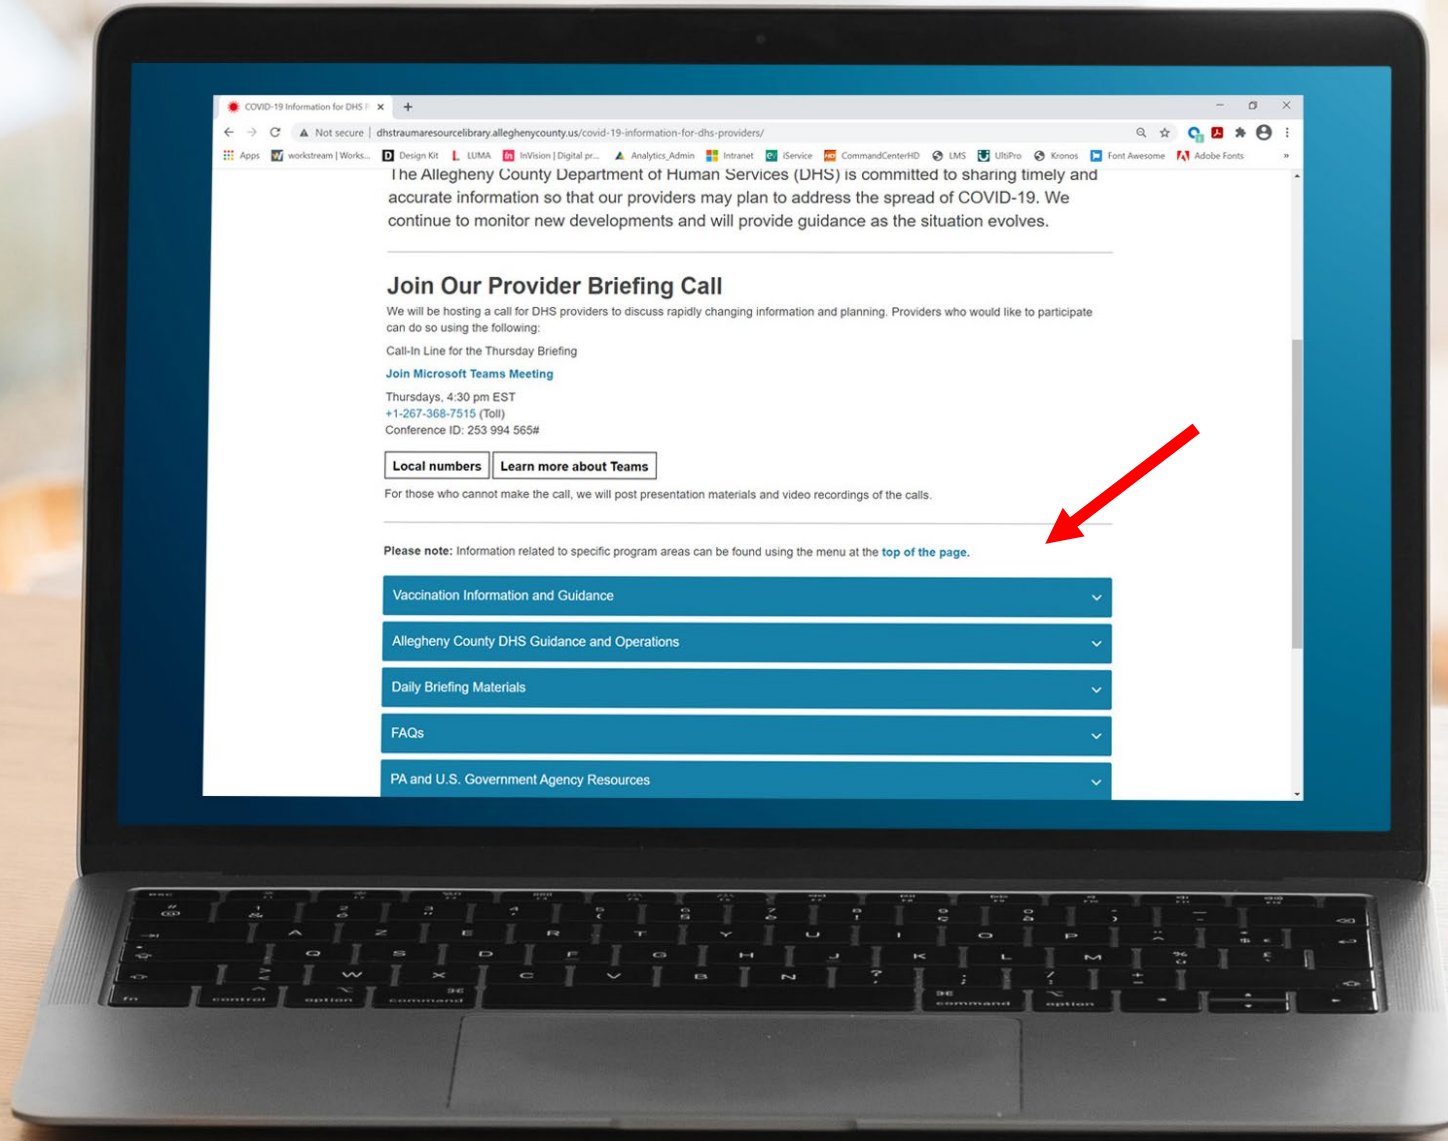 COVID-19 Information for DHS P
Not secure | dhstraumaresourcelibrary.alleghenycounty.us/covid-19-information-for-dhs-providers/
Apps workstream | Works... Design Kit LUMA InVision | Digital pr... Analytics_Admin Intranet iService CommandCenterHD LMS UltiPro Kronos Font Awesome Adobe Fonts »
The Allegheny County Department of Human Services (DHS) is committed to sharing timely and
accurate information so that our providers may plan to address the spread of COVID-19. We
continue to monitor new developments and will provide guidance as the situation evolves.
Join Our Provider Briefing Call
We will be hosting a call for DHS providers to discuss rapidly changing information and planning. Providers who would like to participate
can do so using the following:
Call-In Line for the Thursday Briefing
Join Microsoft Teams Meeting
Thursdays, 4:30 pm EST
+1-267-368-7515 (Toll)
Conference ID: 253 994 565#
Local numbers Learn more about Teams
For those who cannot make the call, we will post presentation materials and video recordings of the calls.
Please note: Information related to specific program areas can be found using the menu at the top of the page.
Vaccination Information and Guidance
Allegheny County DHS Guidance and Operations
Daily Briefing Materials
FAQs
PA and U.S. Government Agency Resources
A Z E R T Y U I O P
Q S D F G H J K L M
W X C V B N ?
fn control option command command option